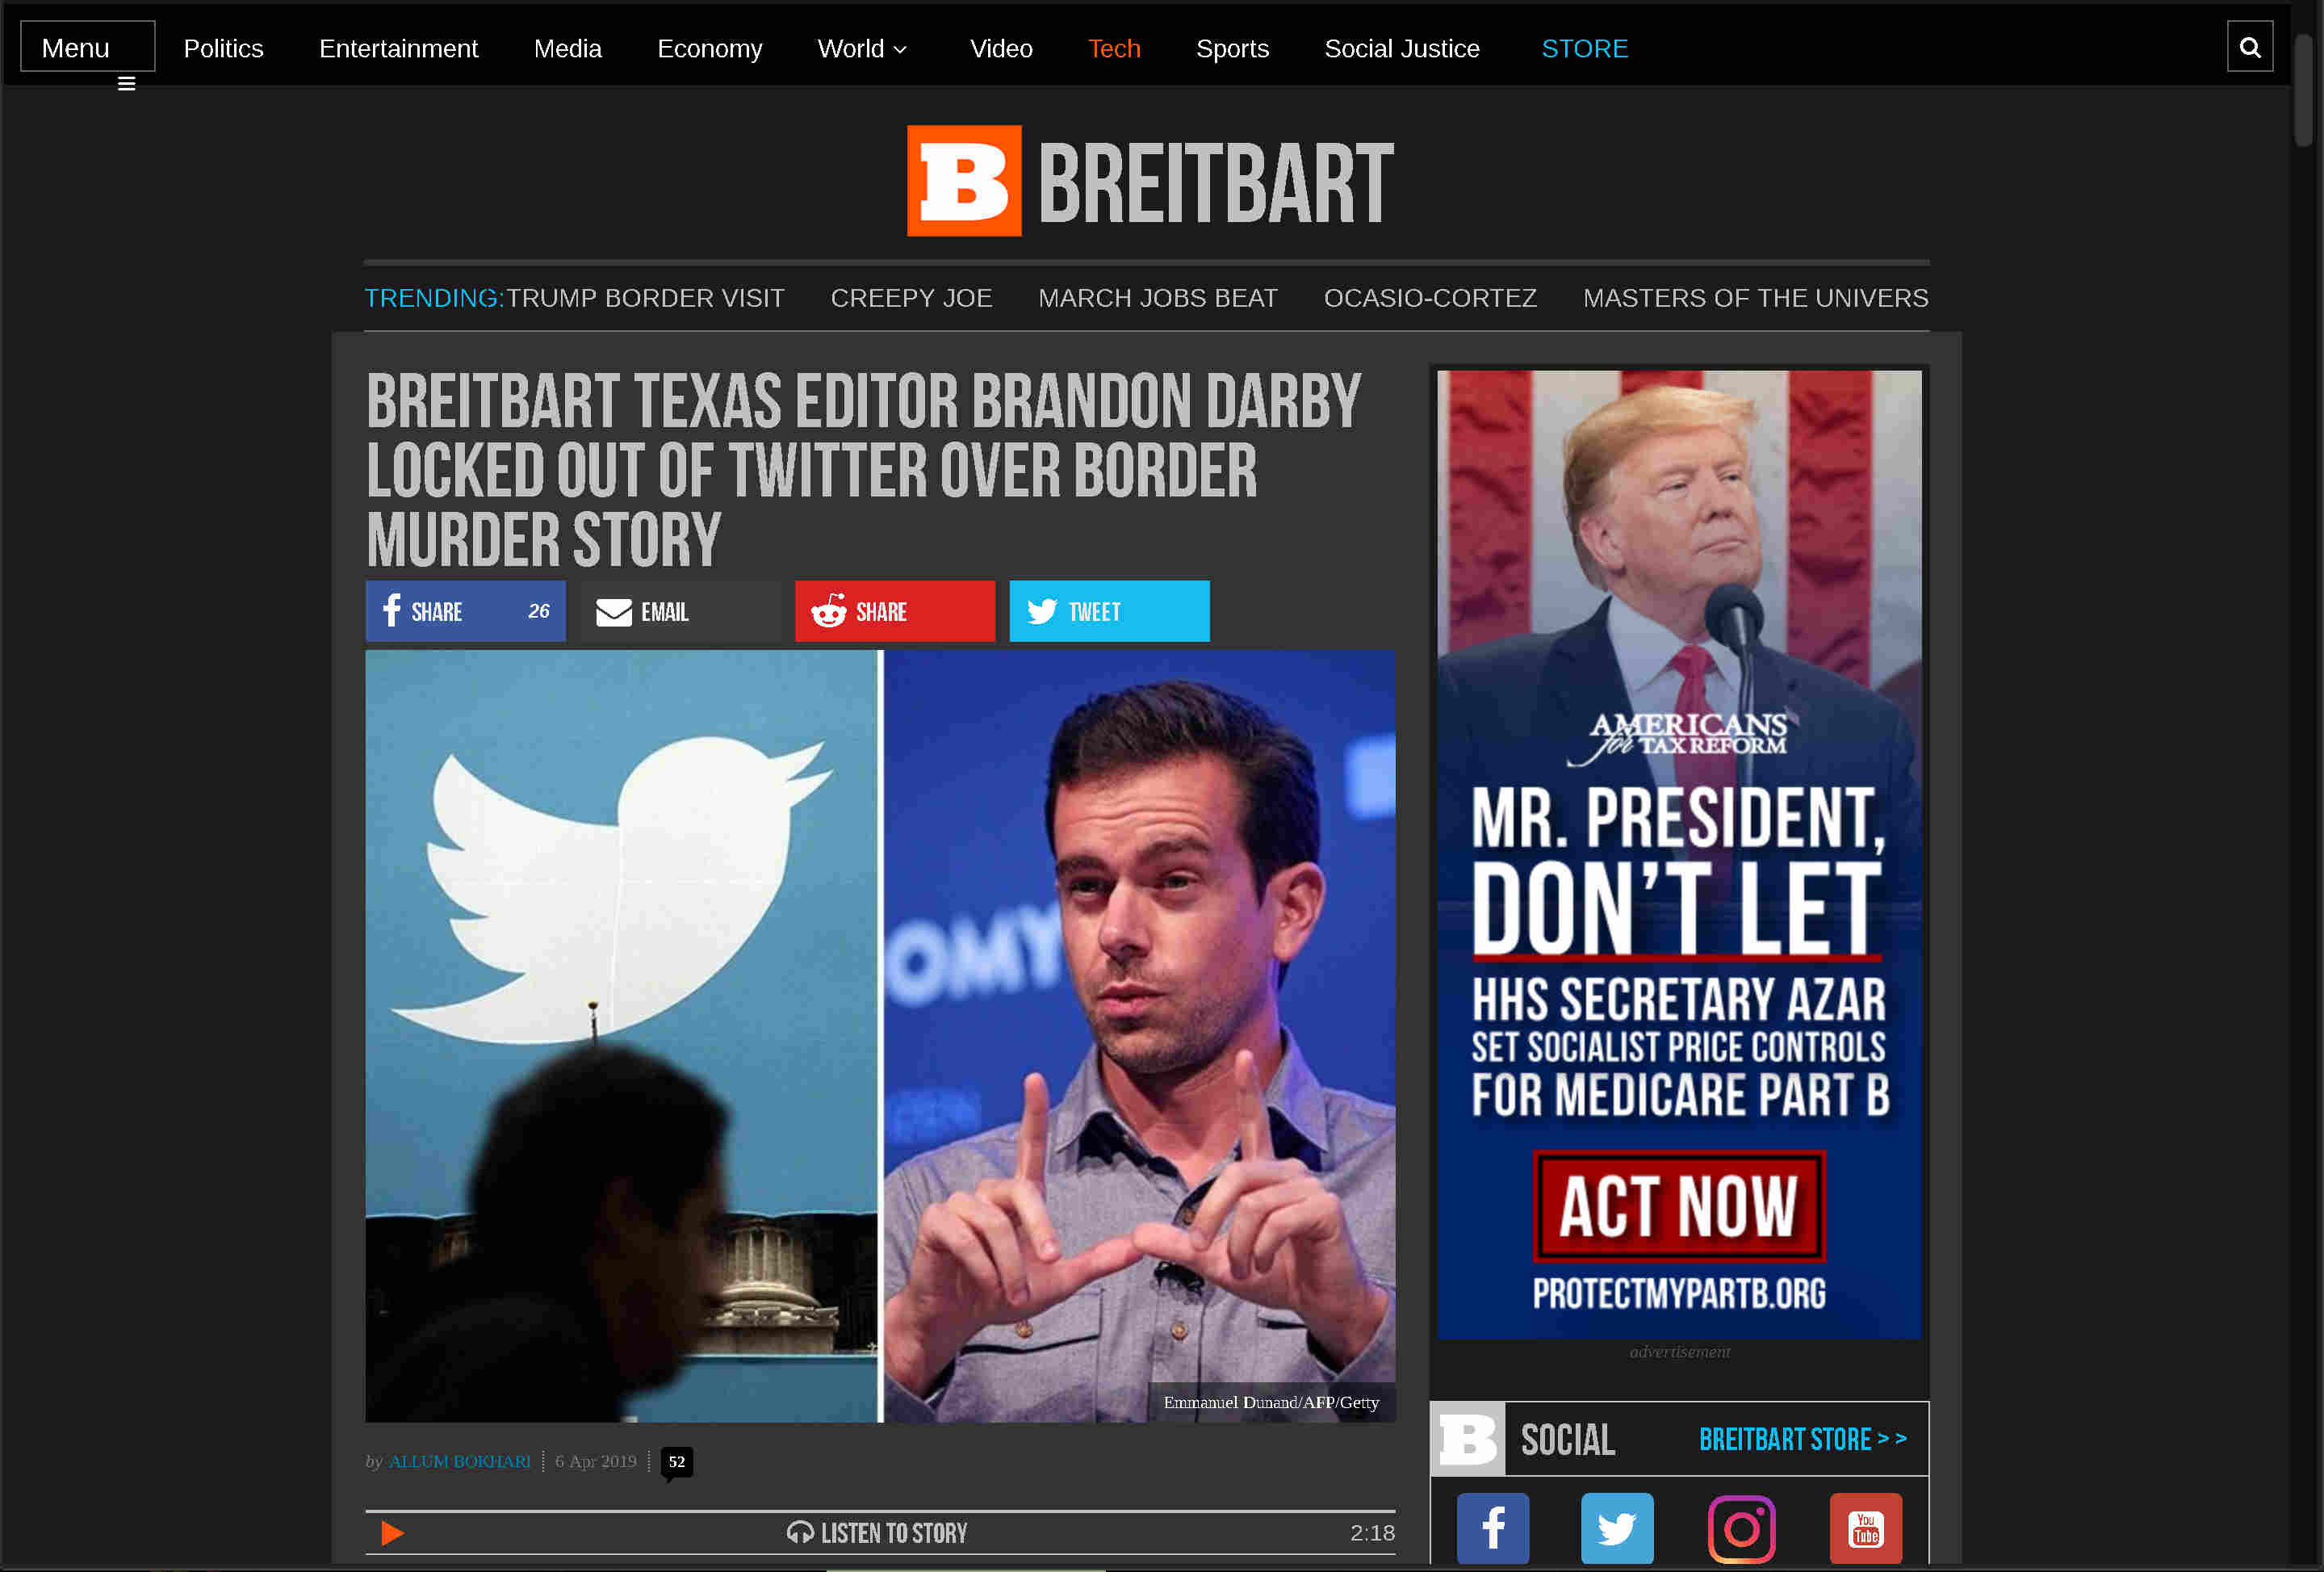 Menu
Politics
Entertainment
Media
Economy
World
Video
Tech
Sports
Social Justice
STORE
B BREITBART
TRENDING: TRUMP BORDER VISIT CREEPY JOE MARCH JOBS BEAT OCASIO-CORTEZ MASTERS OF THE UNIVERS
BREITBART TEXAS EDITOR BRANDON DARBY
LOCKED OUT OF TWITTER OVER BORDER
MURDER STORY
SHARE 26
EMAIL
SHARE
TWEET
OMY
Emmanuel Dunand/AFP/Getty
by ALLUM BOKHARI 6 Apr 2019 52
LISTEN TO STORY 2:18
AMERICANS
for TAX REFORM
MR. PRESIDENT,
DON'T LET
HHS SECRETARY AZAR
SET SOCIALIST PRICE CONTROLS
FOR MEDICARE PART B
ACT NOW
PROTECTMYPARTB.ORG
advertisement
B SOCIAL BREITBART STORE > >
f
You
Tube